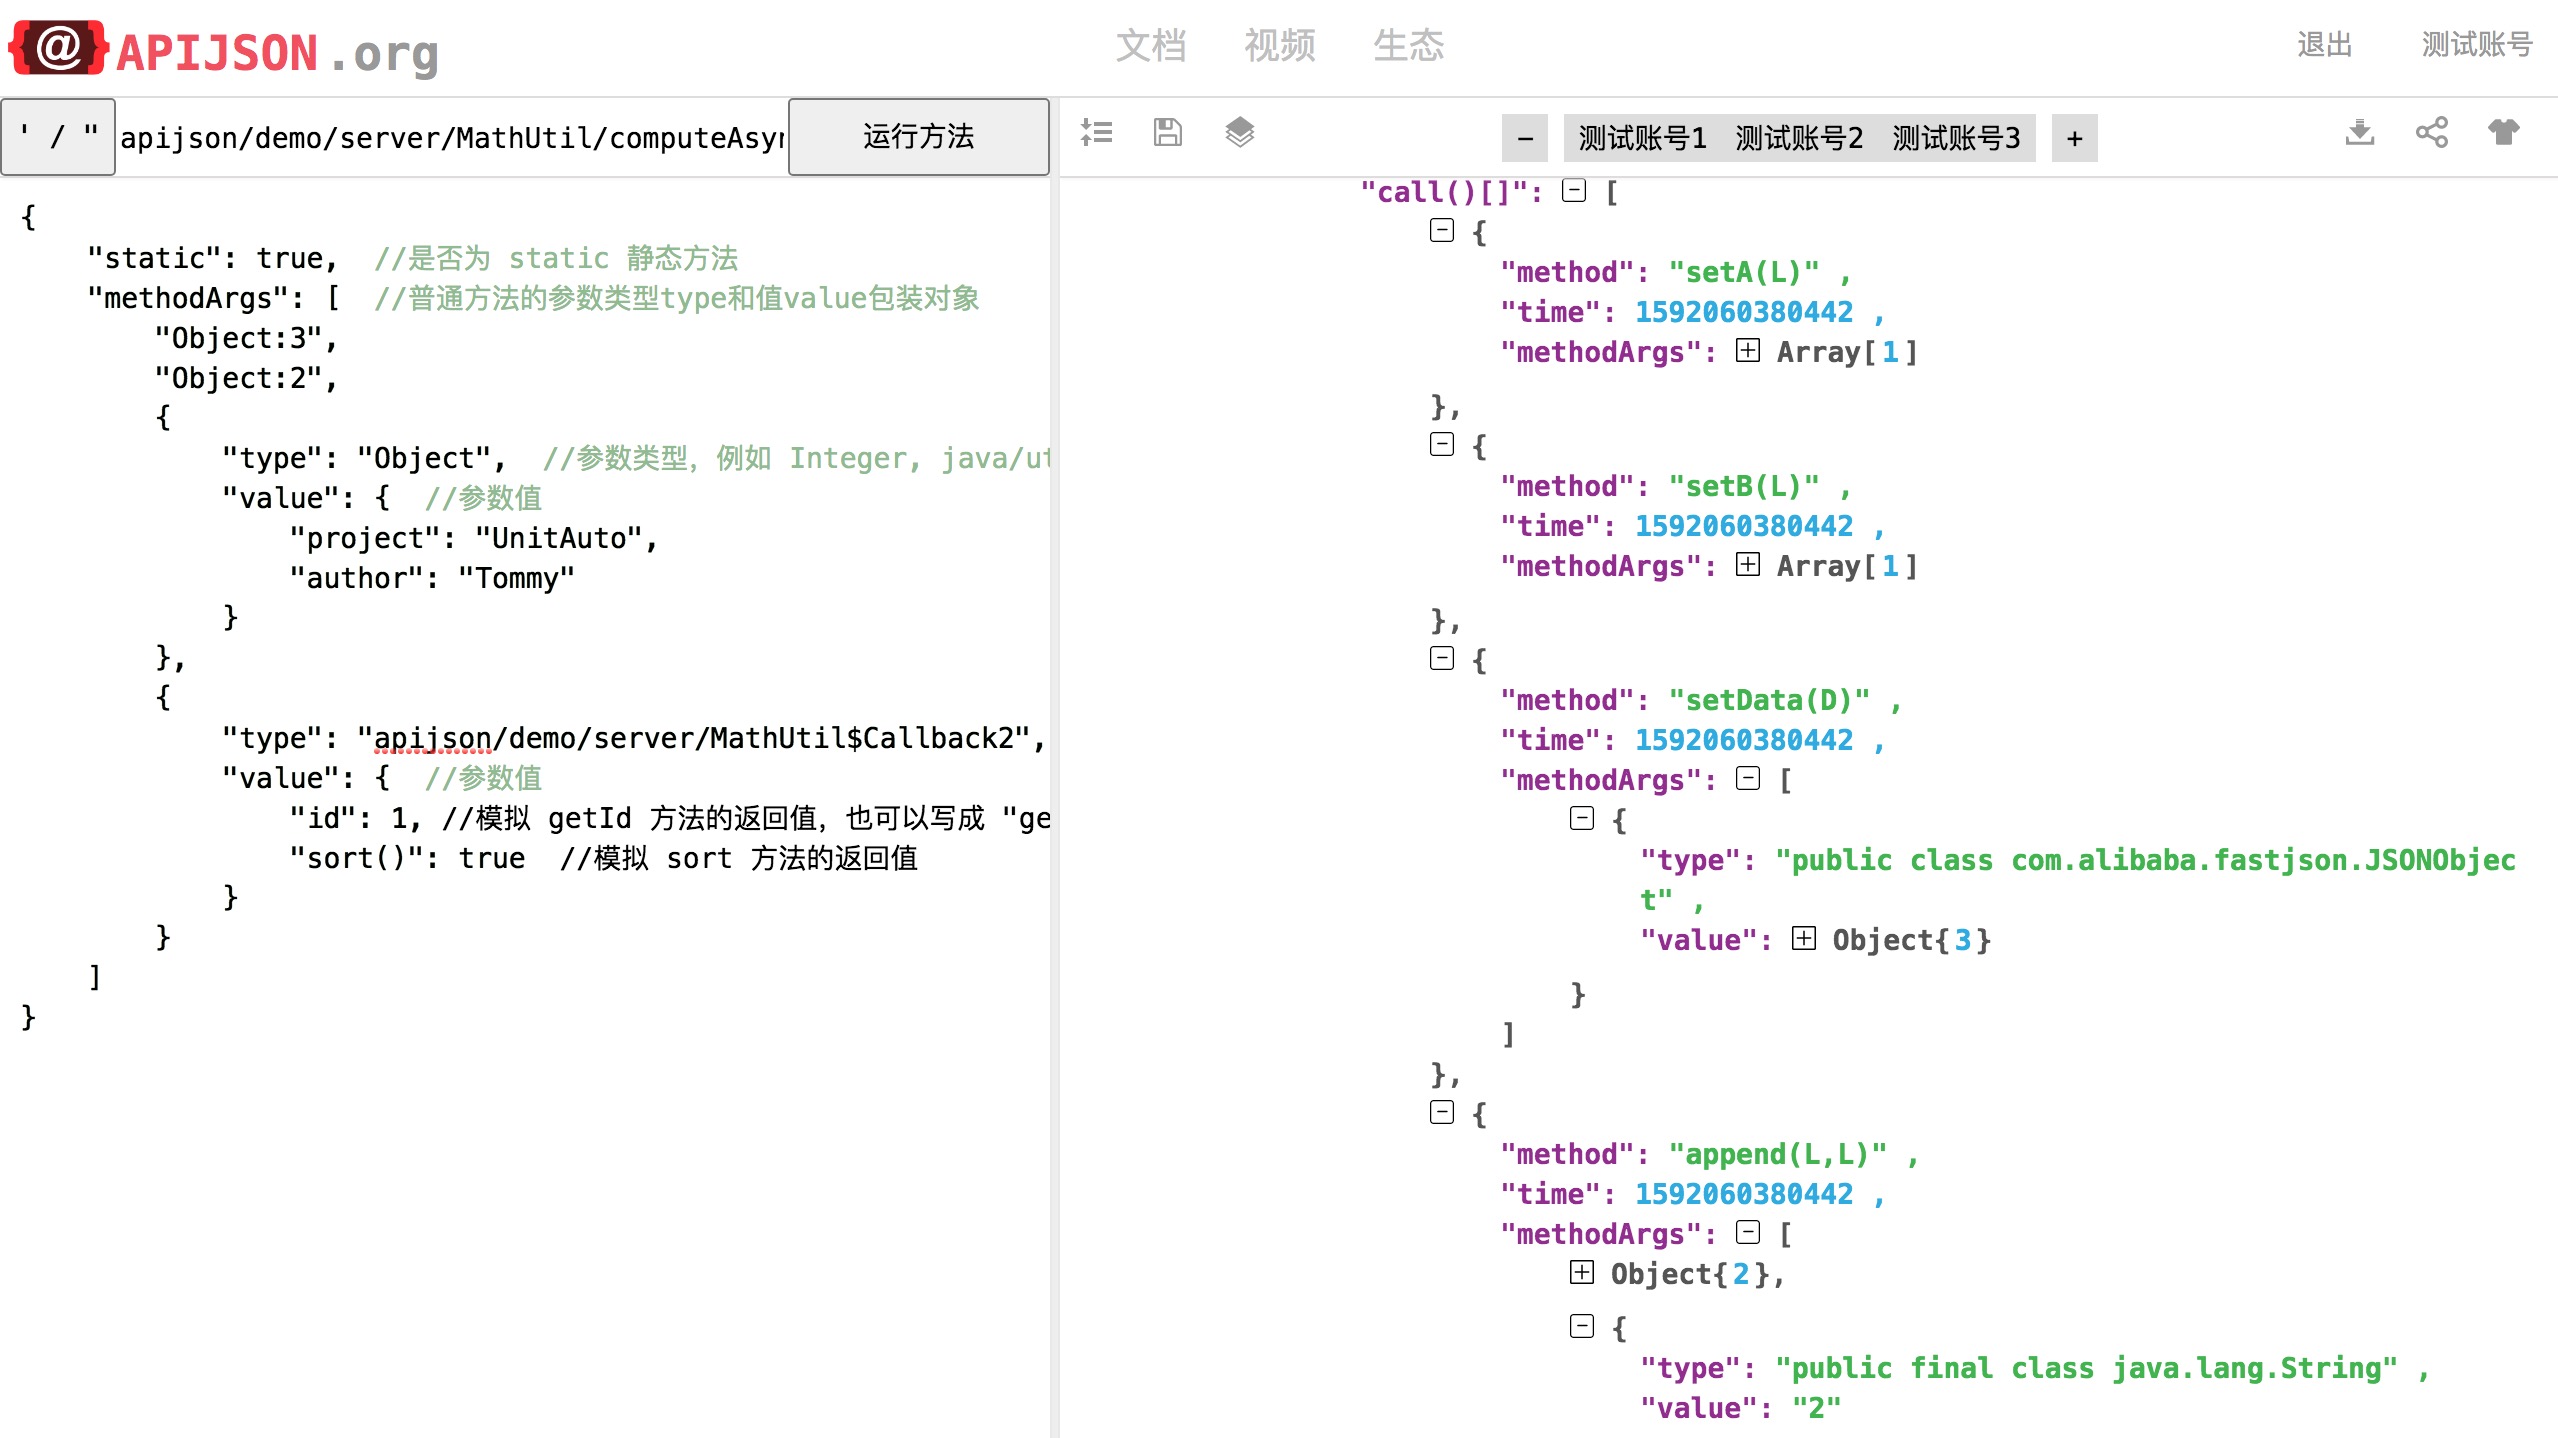 {@}APIJSON.org
文档 视频 生态
退出 测试账号
' / " apijson/demo/server/MathUtil/computeAsyn 运行方法
- 测试账号1 测试账号2 测试账号3 +
{
"static": true, //是否为 static 静态方法
"methodArgs": [ //普通方法的参数类型type和值value包装对象
"Object:3",
"Object:2",
{
"type": "Object", //参数类型，例如 Integer, java/ut
"value": { //参数值
"project": "UnitAuto",
"author": "Tommy"
}
},
{
"type": "apijson/demo/server/MathUtil$Callback2",
"value": { //参数值
"id": 1, //模拟 getId 方法的返回值，也可以写成 "ge
"sort()": true //模拟 sort 方法的返回值
}
}
]
}
"call()[]": [
{
"method": "setA(L)" ,
"time": 1592060380442 ,
"methodArgs": Array[1]
},
{
"method": "setB(L)" ,
"time": 1592060380442 ,
"methodArgs": Array[1]
},
{
"method": "setData(D)" ,
"time": 1592060380442 ,
"methodArgs": [
{
"type": "public class com.alibaba.fastjson.JSONObjec
t" ,
"value": Object{3}
}
]
},
{
"method": "append(L,L)" ,
"time": 1592060380442 ,
"methodArgs": [
Object{2},
{
"type": "public final class java.lang.String" ,
"value": "2"